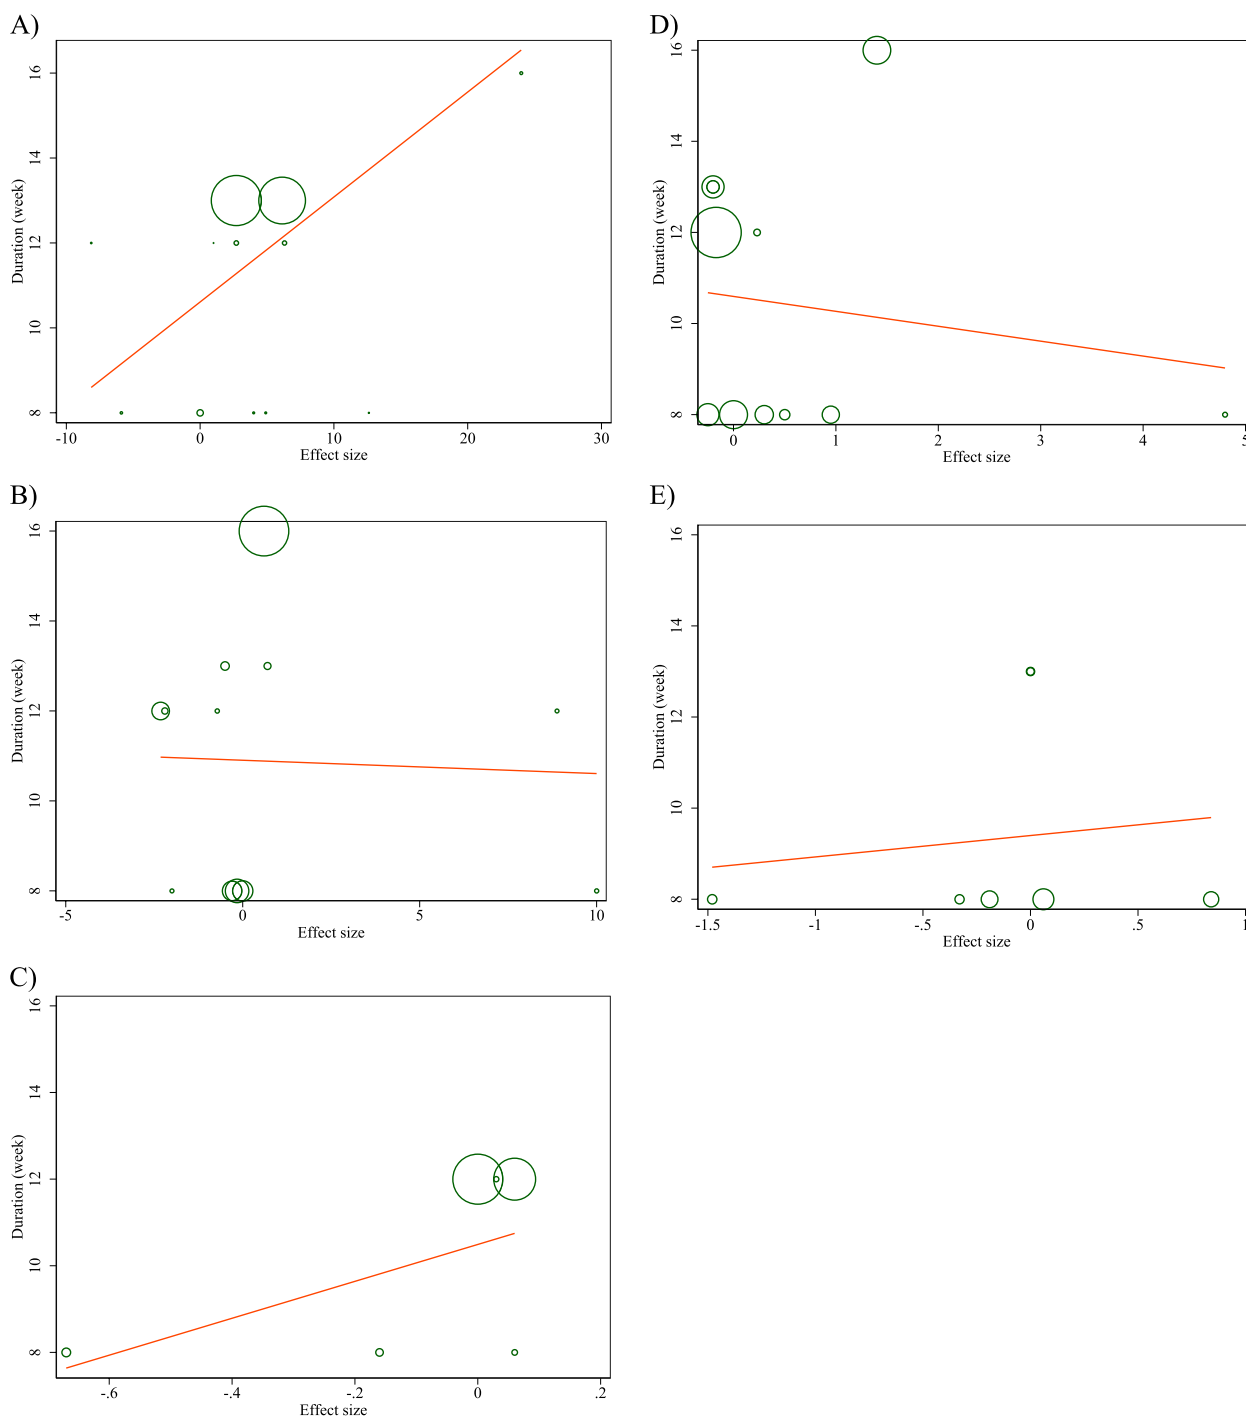 A)
Duration (week)
16
14
12
10
8
-10 0 10 20 30
Effect size
B)
Duration (week)
16
14
12
10
8
-5 0 5 10
Effect size
C)
Duration (week)
16
14
12
10
8
-.6 -.4 -.2 0 .2
Effect size
D)
Duration (week)
16
14
12
10
8
0 1 2 3 4 5
Effect size
E)
Duration (week)
16
14
12
10
8
-1.5 -1 -.5 0 .5 1
Effect size